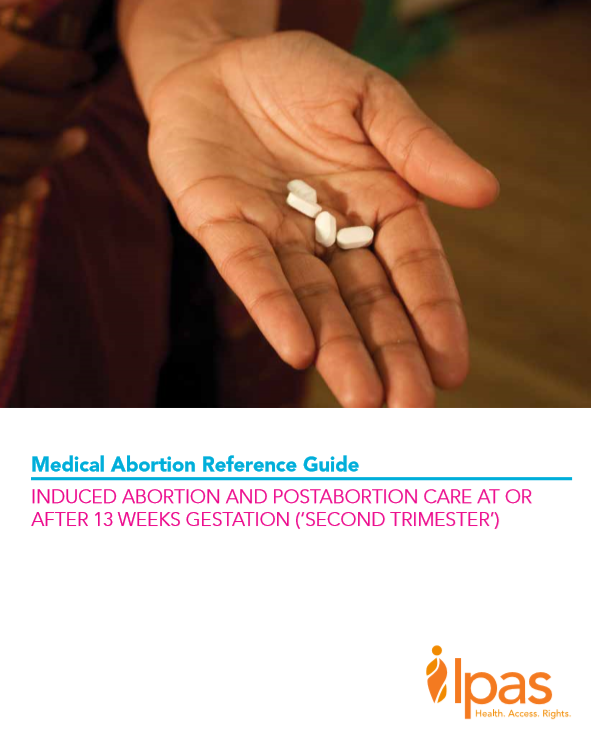 Medical Abortion Reference Guide
INDUCED ABORTION AND POSTABORTION CARE AT OR
AFTER 13 WEEKS GESTATION (‘SECOND TRIMESTER’)
Ipas
Health. Access. Rights.